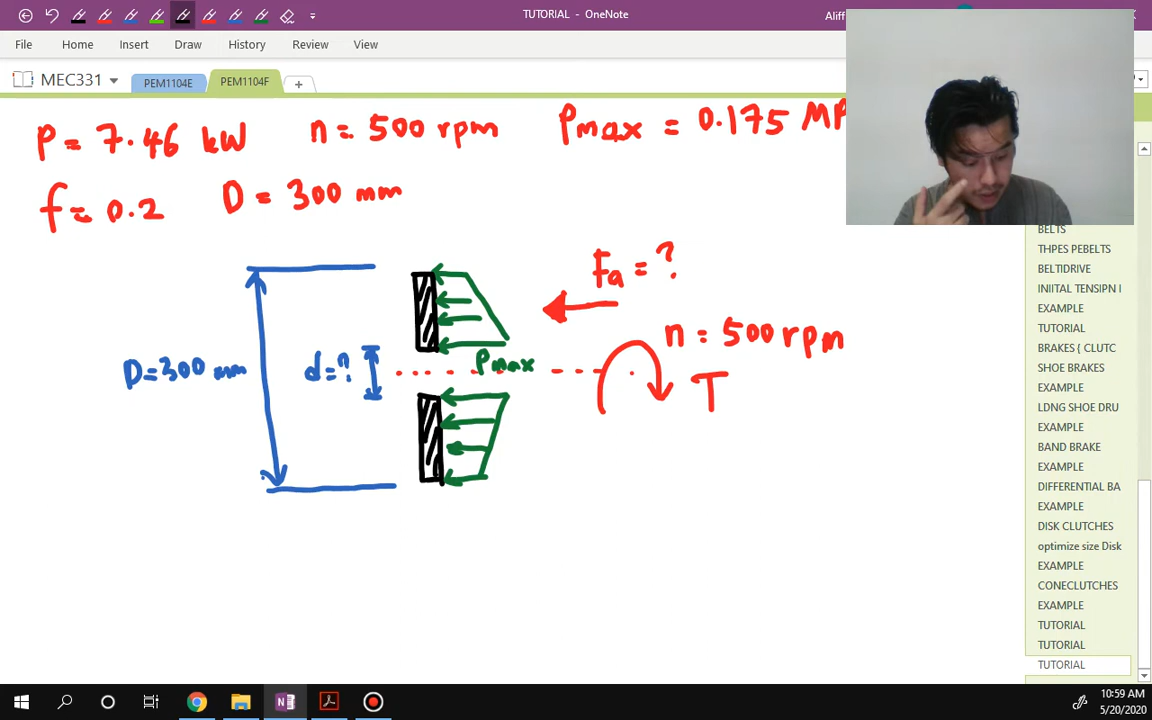 TUTORIAL - OneNote
Aliff
File Home Insert Draw History Review View
MEC331
PEM1104E
PEM1104F
P = 7.46 kW n = 500 rpm Pmax = 0.175 MP
f = 0.2 D = 300 mm
Fa = ?
n = 500 rpm
D=300 mm
d=?
Pmax
T
BELTS
THPES PEBELTS
BELTIDRIVE
INIITAL TENSIPN I
EXAMPLE
TUTORIAL
BRAKES { CLUTC
SHOE BRAKES
EXAMPLE
LDNG SHOE DRU
EXAMPLE
BAND BRAKE
EXAMPLE
DIFFERENTIAL BA
EXAMPLE
DISK CLUTCHES
optimize size Disk
EXAMPLE
CONECLUTCHES
EXAMPLE
TUTORIAL
TUTORIAL
TUTORIAL
10:59 AM
5/20/2020